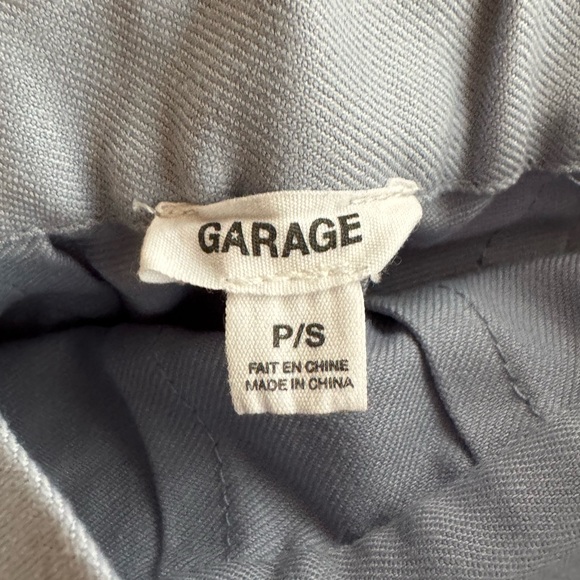 GARAGE
P/S
FAIT EN CHINE
MADE IN CHINA